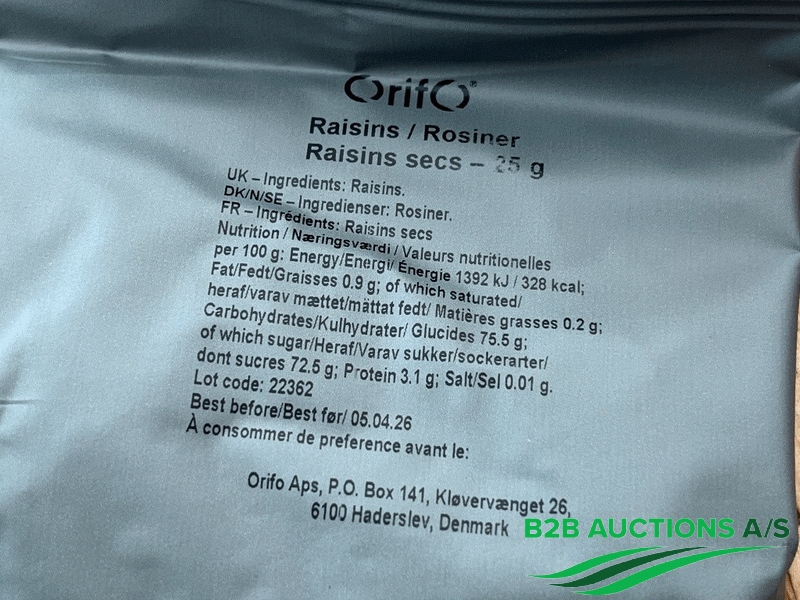 OrifO®
Raisins / Rosiner
Raisins secs – 25 g
UK – Ingredients: Raisins.
DK/N/SE – Ingredienser: Rosiner.
FR – Ingrédients: Raisins secs
Nutrition / Næringsværdi / Valeurs nutritionelles
per 100 g: Energy/Energi/ Énergie 1392 kJ / 328 kcal;
Fat/Fedt/Graisses 0.9 g; of which saturated/
heraf/varav mættet/mättat fedt/ Matières grasses 0.2 g;
Carbohydrates/Kulhydrater/ Glucides 75.5 g;
of which sugar/Heraf/Varav sukker/sockerarter/
dont sucres 72.5 g; Protein 3.1 g; Salt/Sel 0.01 g.
Lot code: 22362
Best before/Best før/ 05.04.26
À consommer de preference avant le:
Orifo Aps, P.O. Box 141, Kløvervænget 26,
6100 Haderslev, Denmark
B2B AUCTIONS A/S